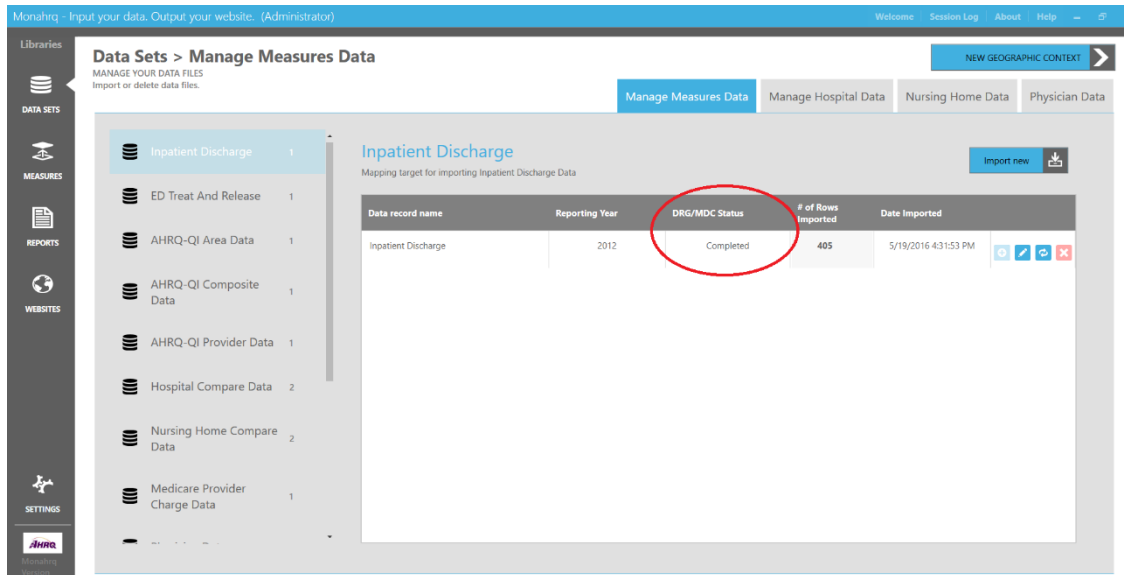 Monahrq - Input your data. Output your website. (Administrator)
Welcome Session Log About Help
Libraries
DATA SETS
MEASURES
REPORTS
WEBSITES
SETTINGS
AHRQ
Monahrq
Version
Data Sets > Manage Measures Data
MANAGE YOUR DATA FILES
Import or delete data files.
NEW GEOGRAPHIC CONTEXT
Manage Measures Data Manage Hospital Data Nursing Home Data Physician Data
Inpatient Discharge 1
ED Treat And Release 1
AHRQ-QI Area Data 1
AHRQ-QI Composite
Data 1
AHRQ-QI Provider Data 1
Hospital Compare Data 2
Nursing Home Compare
Data 2
Medicare Provider
Charge Data 1
Inpatient Discharge
Mapping target for importing Inpatient Discharge Data
Import new
Data record name Reporting Year DRG/MDC Status # of Rows
Imported Date Imported
Inpatient Discharge 2012 Completed 405 5/19/2016 4:31:53 PM